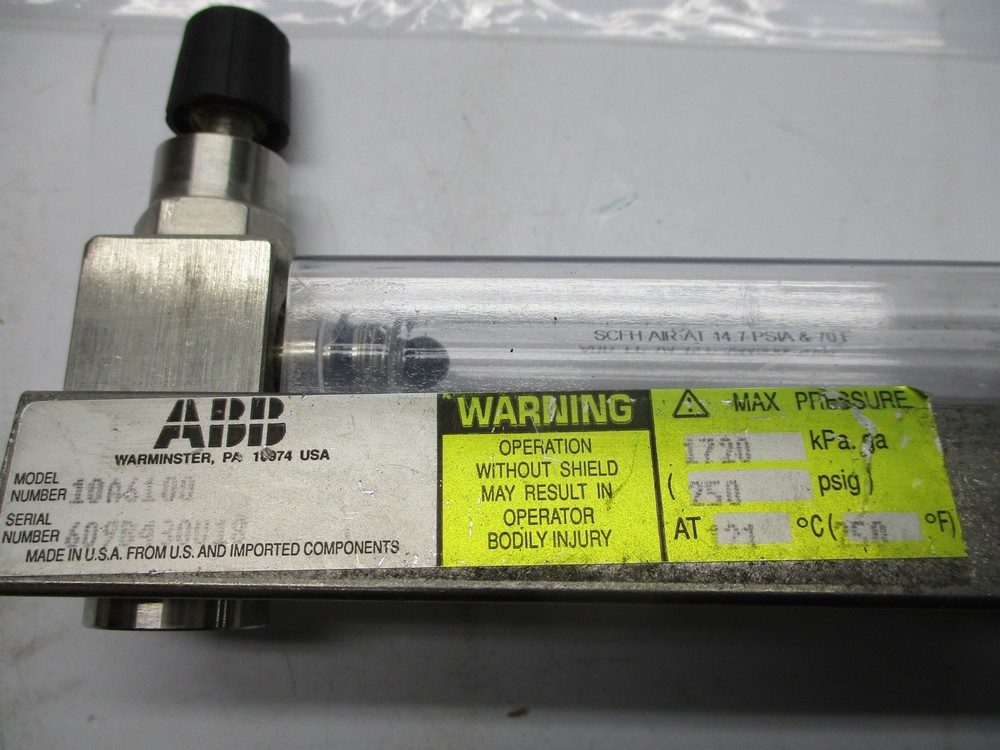 SCFH AIR AT 14.7 PSIA & 70 F
ABB
WARMINSTER, PA 18974 USA
MODEL
NUMBER 10A6100
SERIAL
NUMBER
MADE IN U.S.A. FROM U.S. AND IMPORTED COMPONENTS
WARNING
OPERATION
WITHOUT SHIELD
MAY RESULT IN
OPERATOR
BODILY INJURY
MAX PRESSURE
1720 kPa. ga
( 250 psig )
AT 121 °C ( 250 °F)